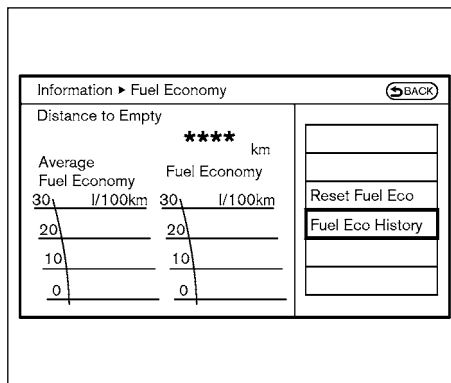 Information ▸ Fuel Economy
BACK
Distance to Empty
****
km
Average
Fuel Economy
Fuel Economy
30 l/100km
30 l/100km
20
20
10
10
0
0
Reset Fuel Eco
Fuel Eco History